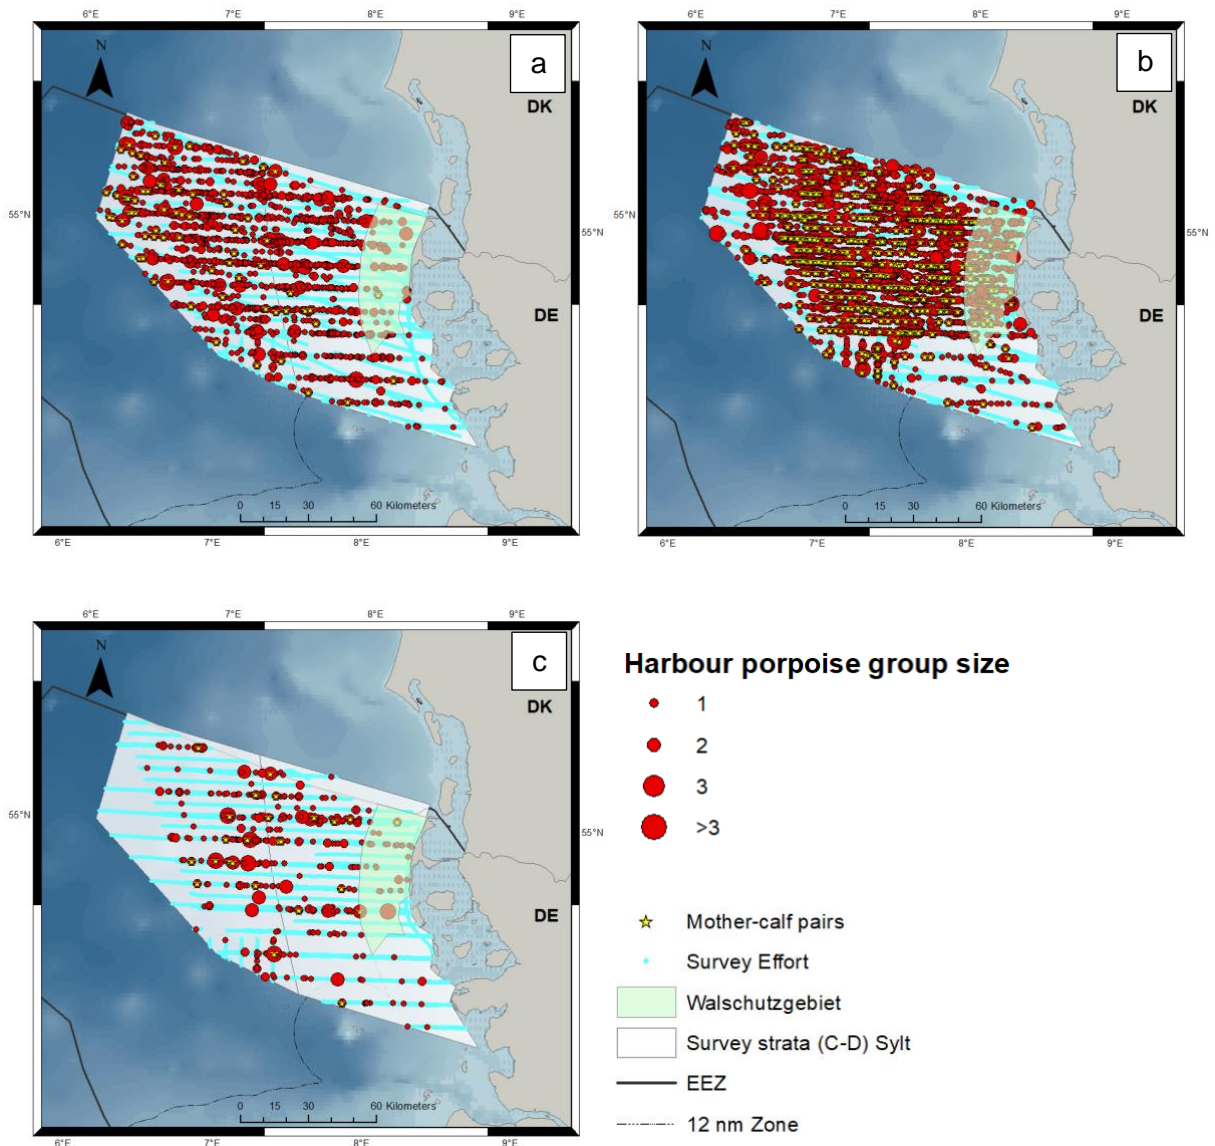 6°E 7°E 8°E 9°E
N
a
DK
55°N
55°N
DE
0 15 30 60 Kilometers
6°E 7°E 8°E 9°E
6°E 7°E 8°E 9°E
N
b
DK
55°N
55°N
DE
0 15 30 60 Kilometers
6°E 7°E 8°E 9°E
6°E 7°E 8°E 9°E
N
c
DK
55°N
55°N
DE
0 15 30 60 Kilometers
6°E 7°E 8°E 9°E
Harbour porpoise group size
1
2
3
>3
Mother-calf pairs
Survey Effort
Walschutzgebiet
Survey strata (C-D) Sylt
EEZ
12 nm Zone